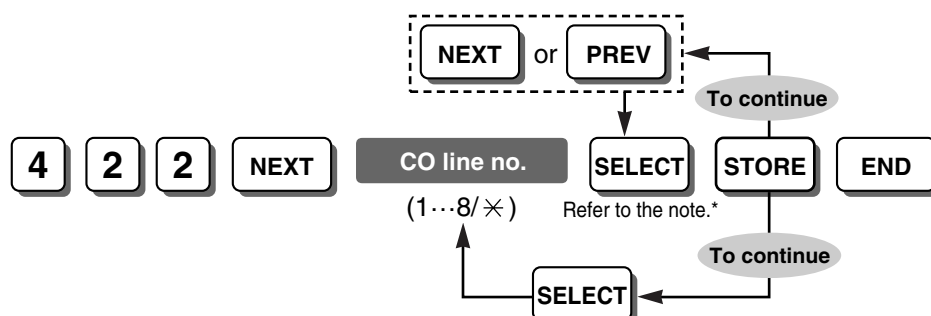 NEXT or PREV
To continue
4 2 2 NEXT CO line no. SELECT STORE END
(1···8/✳) Refer to the note.*
To continue
SELECT